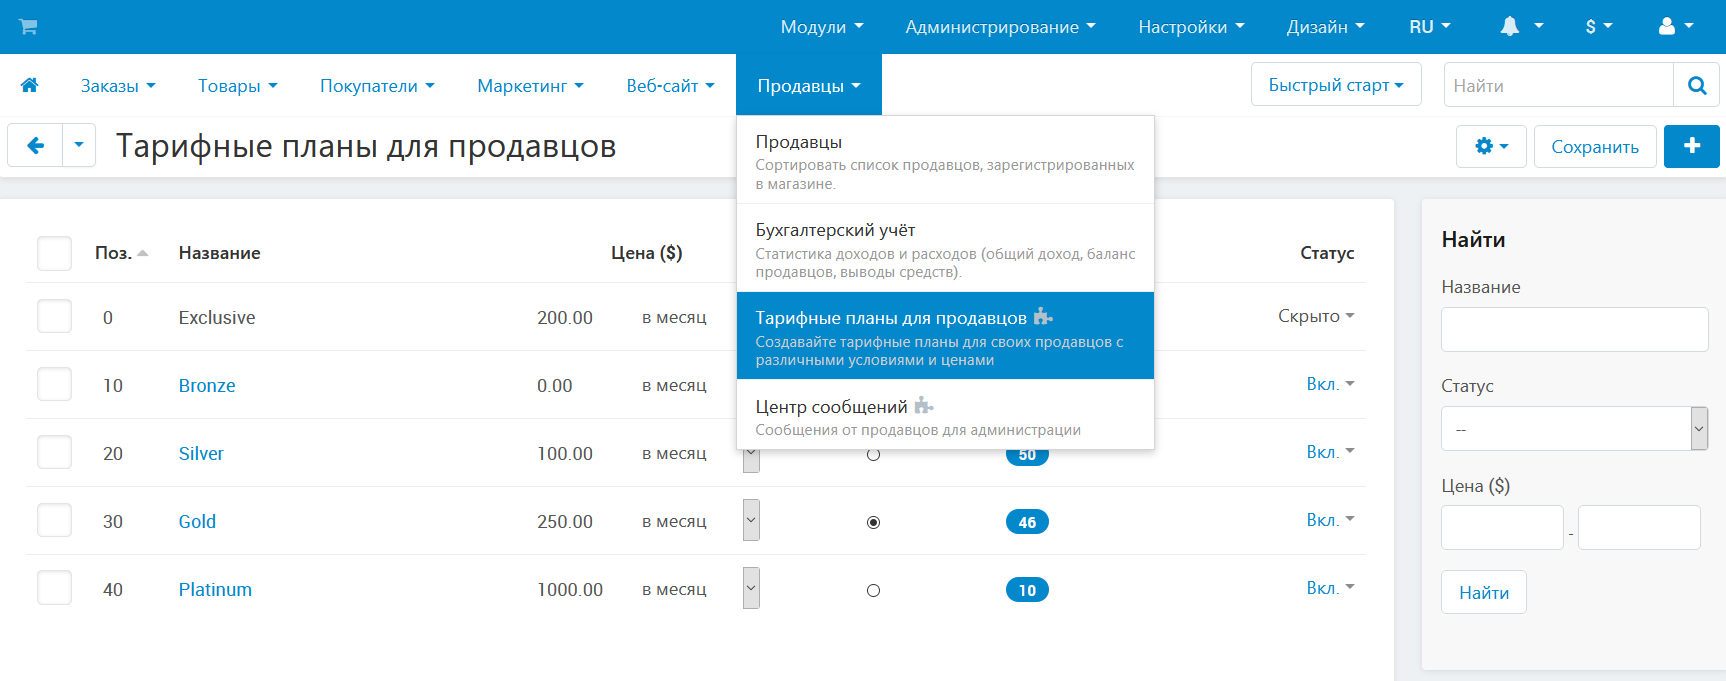 Модули Администрирование Настройки Дизайн RU $
Заказы Товары Покупатели Маркетинг Веб-сайт Продавцы Быстрый старт Найти
Тарифные планы для продавцов Сохранить
Продавцы
Сортировать список продавцов, зарегистрированных
в магазине.
Бухгалтерский учёт
Статистика доходов и расходов (общий доход, баланс
продавцов, выводы средств).
Тарифные планы для продавцов
Создавайте тарифные планы для своих продавцов с
различными условиями и ценами
Центр сообщений
Сообщения от продавцов для администрации
Поз. Название Цена ($) Статус
0 Exclusive 200.00 в месяц Скрыто
10 Bronze 0.00 в месяц Вкл.
20 Silver 100.00 в месяц 50 Вкл.
30 Gold 250.00 в месяц 46 Вкл.
40 Platinum 1000.00 в месяц 10 Вкл.
Найти
Название
Статус
--
Цена ($)
-
Найти